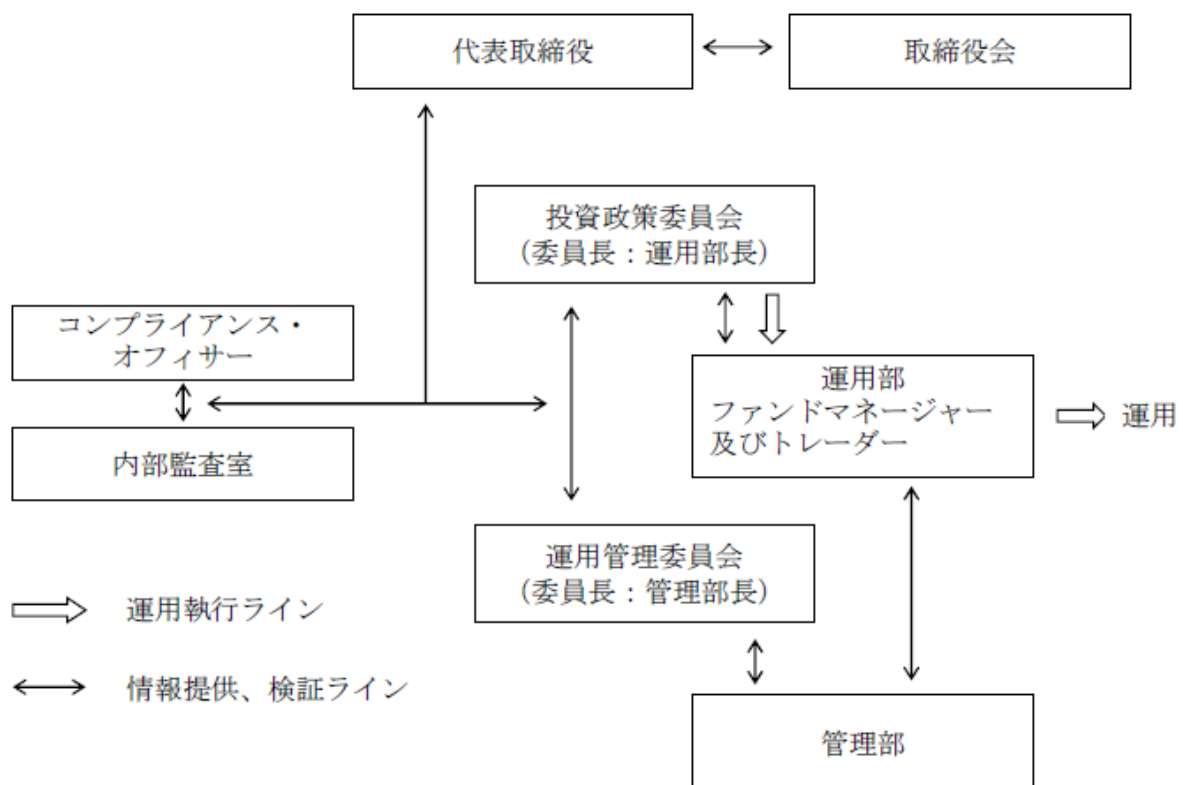 代表取締役
取締役会
投資政策委員会
(委員長：運用部長)
コンプライアンス・
オフィサー
内部監査室
運用部
ファンドマネージャー
及びトレーダー
運用
運用管理委員会
(委員長：管理部長)
運用執行ライン
情報提供、検証ライン
管理部